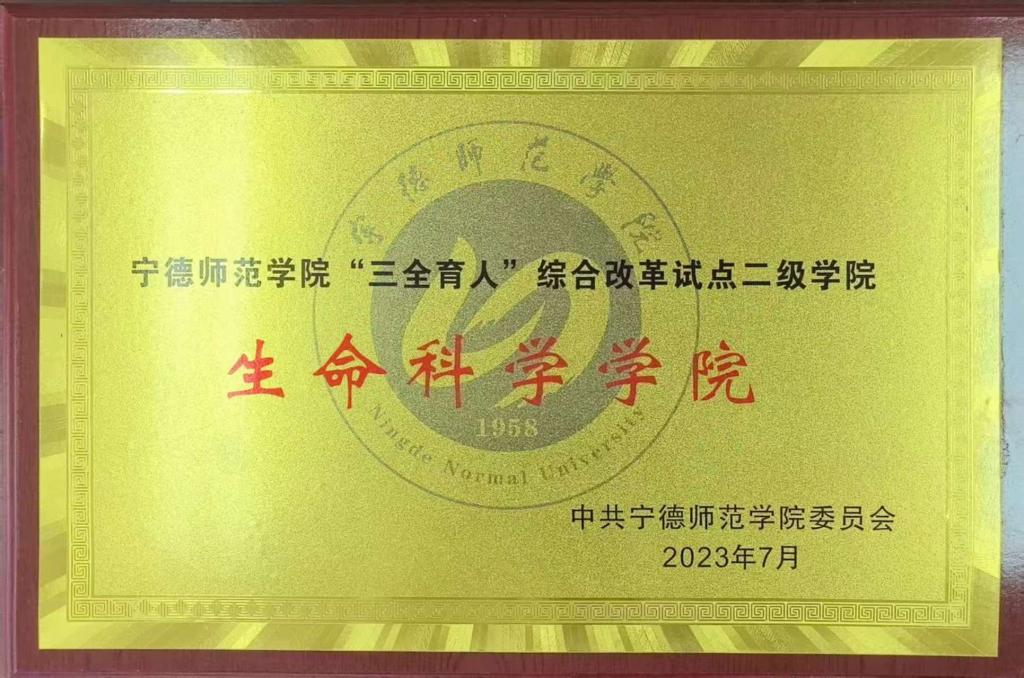 宁德师范学院
宁德师范学院“三全育人”综合改革试点二级学院
生命科学学院
1958
Ningde Normal University
中共宁德师范学院委员会
2023年7月